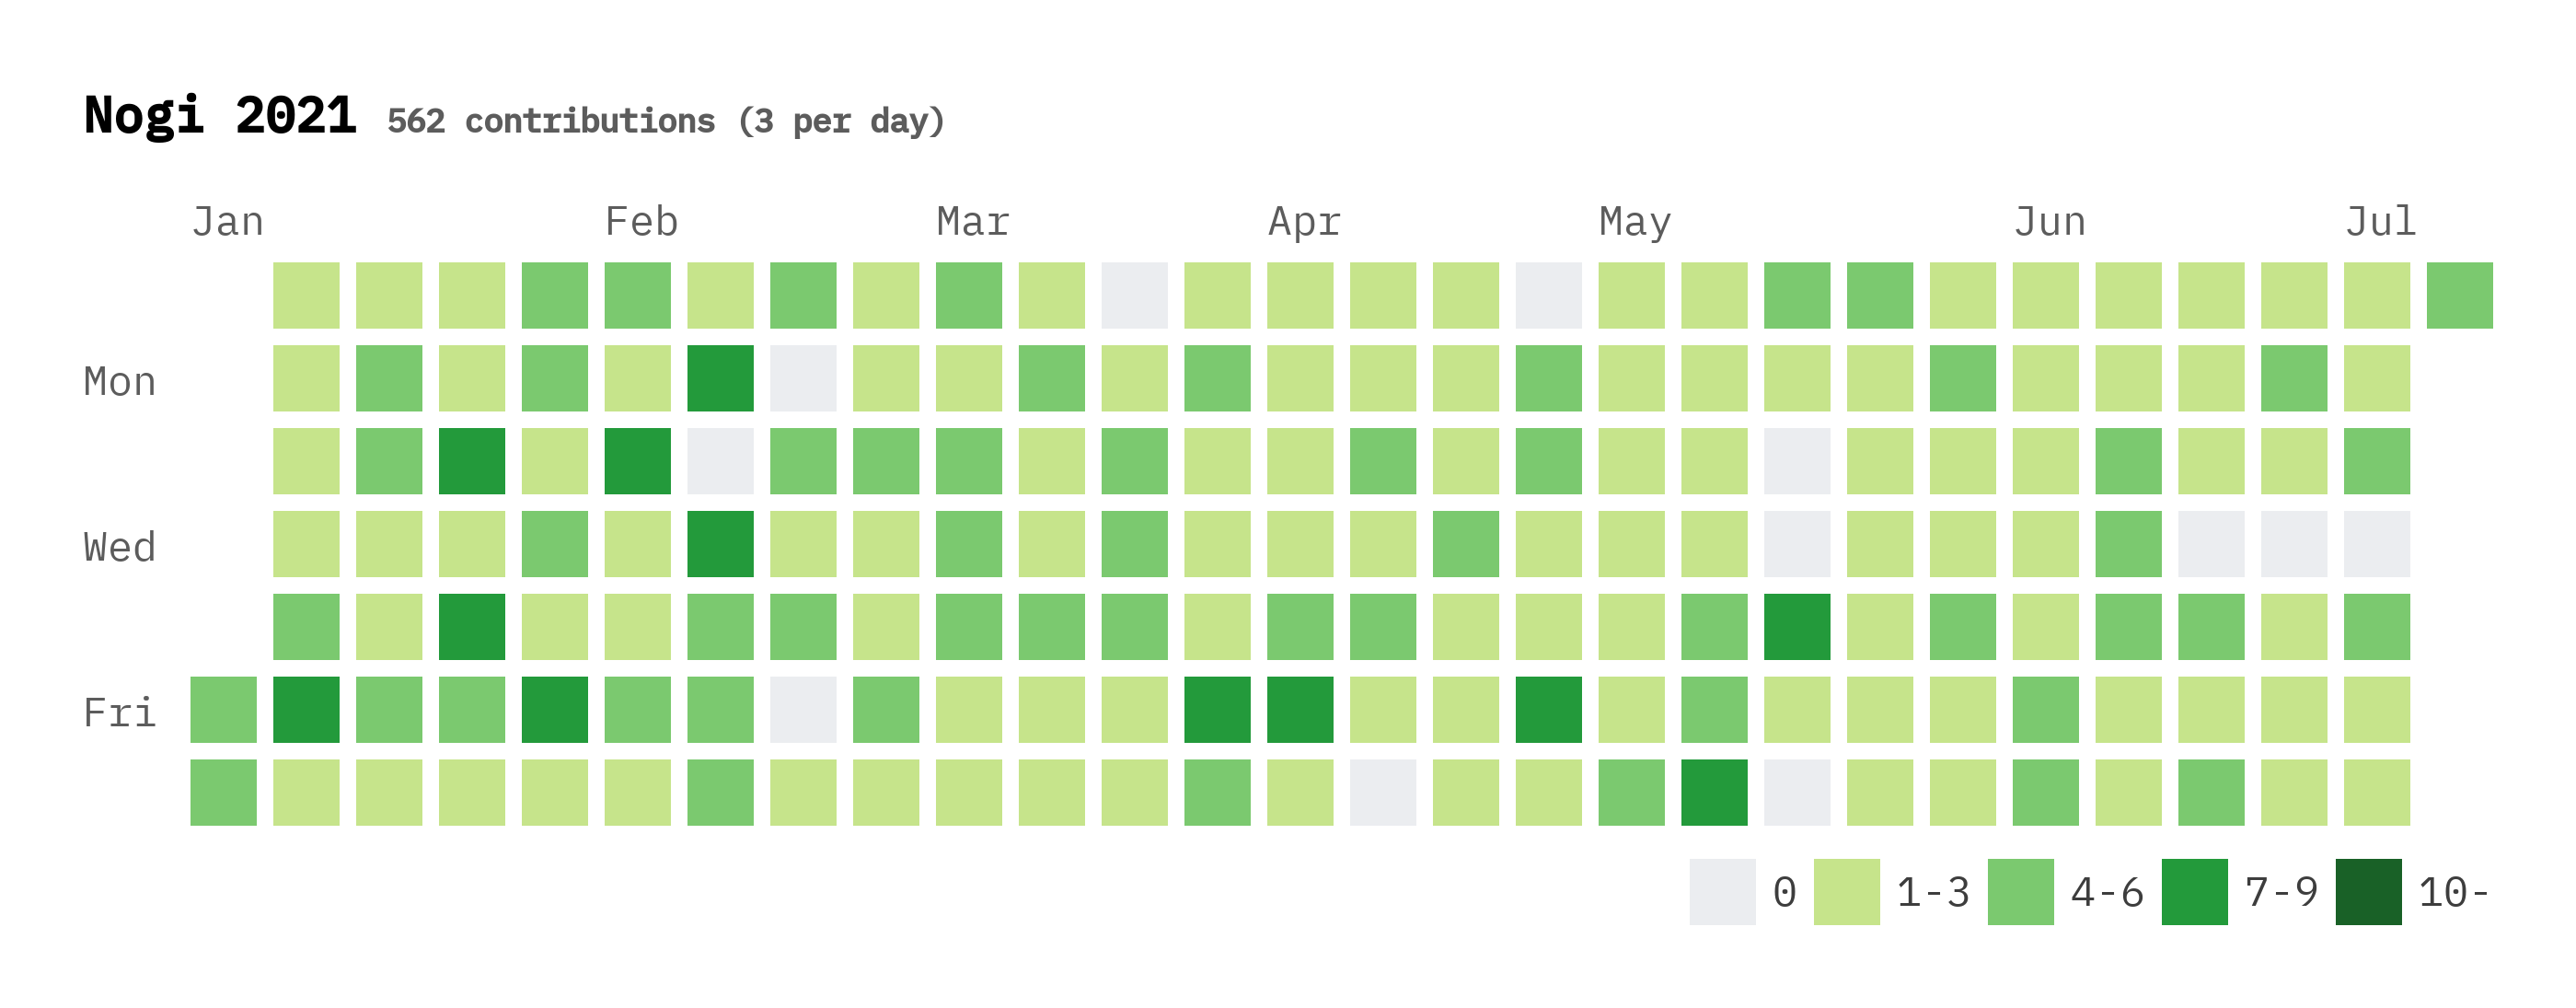 Nogi 2021 562 contributions (3 per day)
Jan Feb Mar Apr May Jun Jul
Mon
Wed
Fri
0 1-3 4-6 7-9 10-